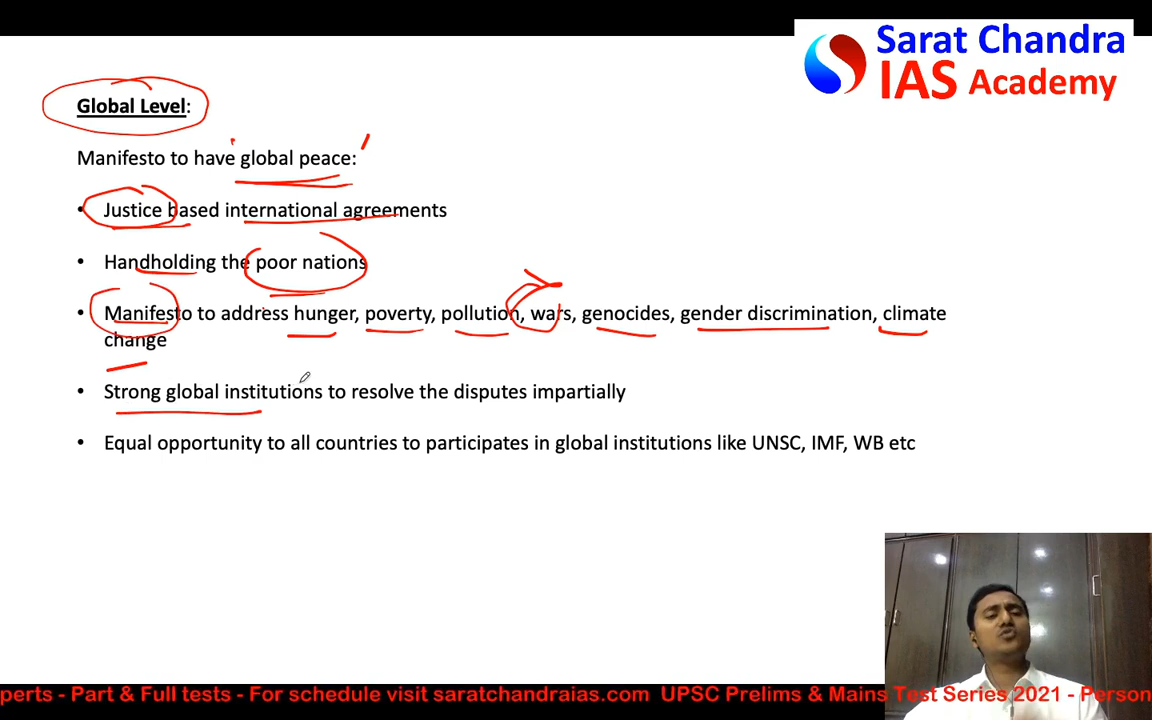 Sarat Chandra
IAS Academy
Global Level:
Manifesto to have global peace:
• Justice based international agreements
• Handholding the poor nations
• Manifesto to address hunger, poverty, pollution, wars, genocides, gender discrimination, climate
change
• Strong global institutions to resolve the disputes impartially
• Equal opportunity to all countries to participates in global institutions like UNSC, IMF, WB etc
perts - Part & Full tests - For schedule visit saratchandraias.com UPSC Prelims & Mains Test Series 2021 - Person